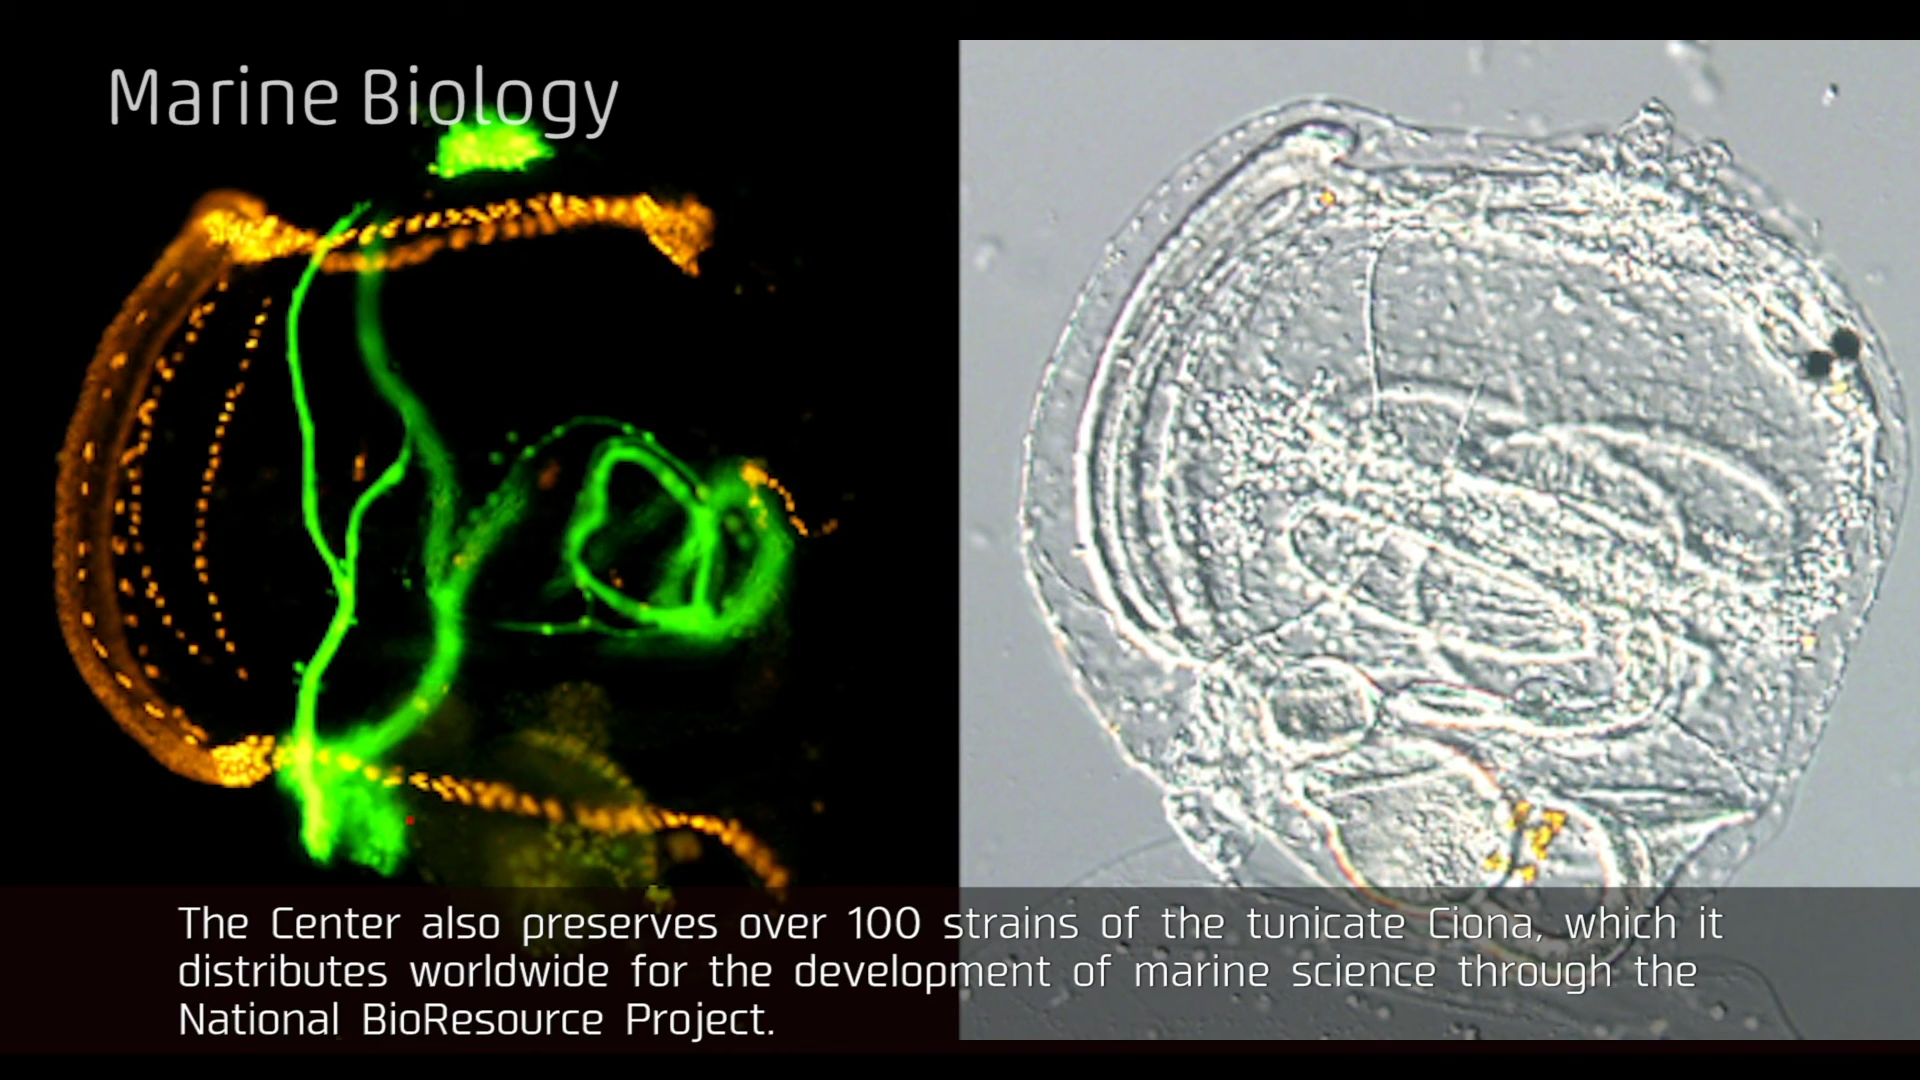 Marine Biology
The Center also preserves over 100 strains of the tunicate Ciona, which it
distributes worldwide for the development of marine science through the
National BioResource Project.